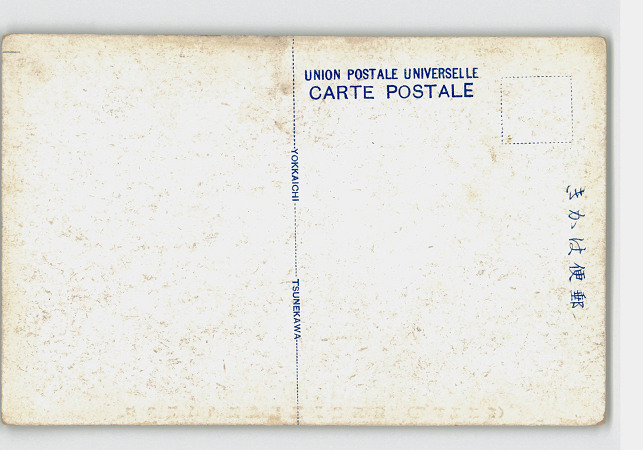 UNION POSTALE UNIVERSELLE
CARTE POSTALE
YOKKAICHI
TSUNEKAWA
きかは便郵